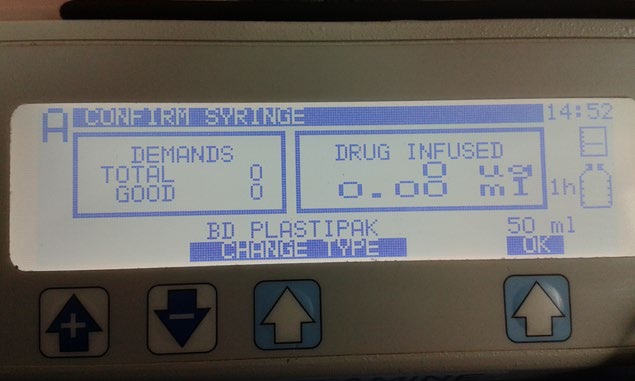 A
CONFIRM SYRINGE 14:52
DEMANDS
TOTAL 0
GOOD 0
DRUG INFUSED
0 µg
0.00 ml
1h
BD PLASTIPAK 50 ml
CHANGE TYPE OK
+
−